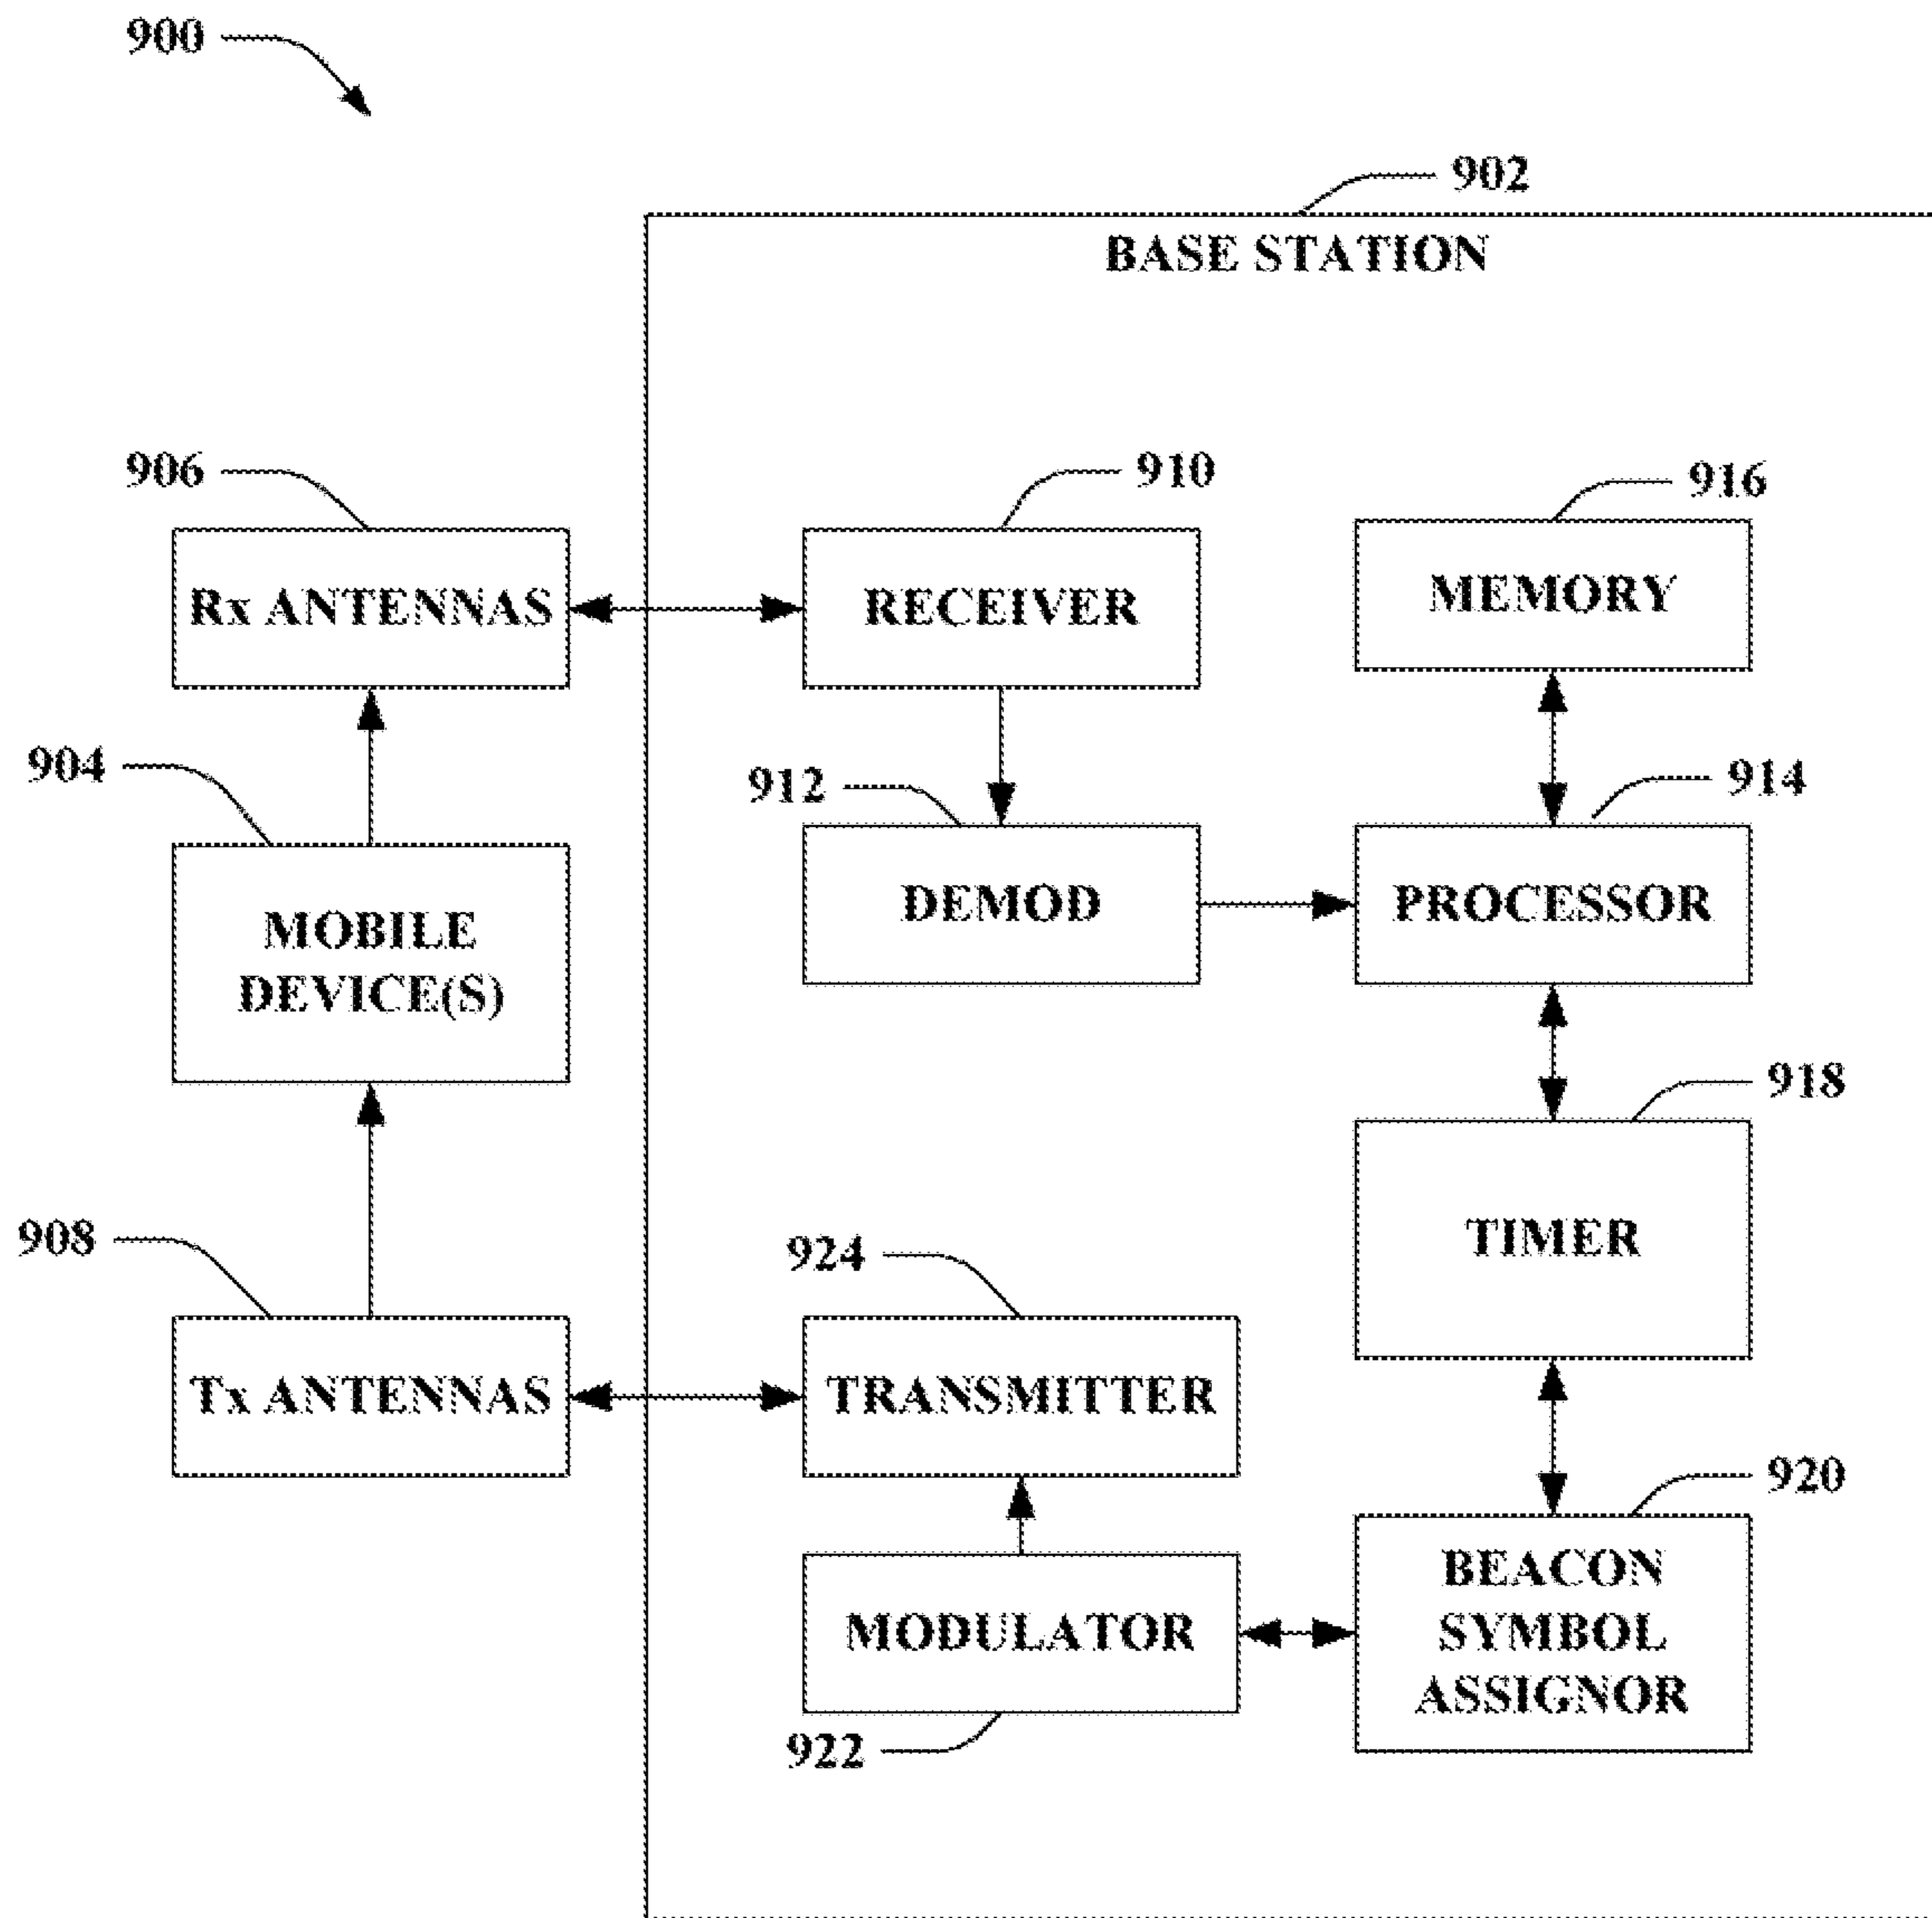 900
902
BASE STATION
906
910
916
Rx ANTENNAS
RECEIVER
MEMORY
904
912
914
MOBILE
DEVICE(S)
DEMOD
PROCESSOR
918
908
924
TIMER
Tx ANTENNAS
TRANSMITTER
920
MODULATOR
BEACON
SYMBOL
ASSIGNOR
922